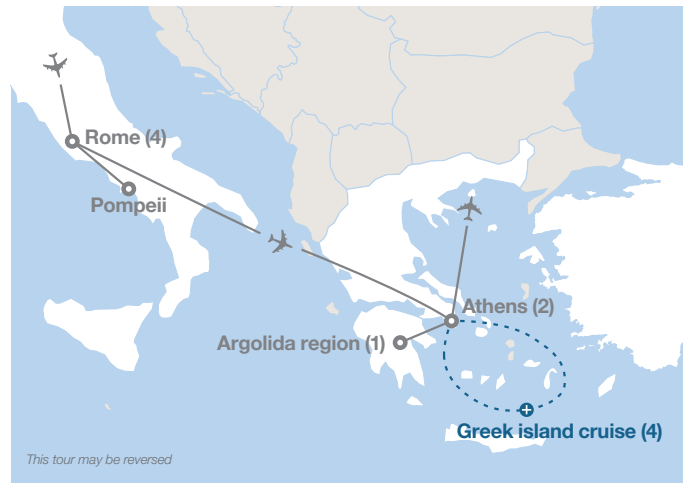 Rome (4)
Pompeii
Athens (2)
Argolida region (1)
Greek island cruise (4)
This tour may be reversed